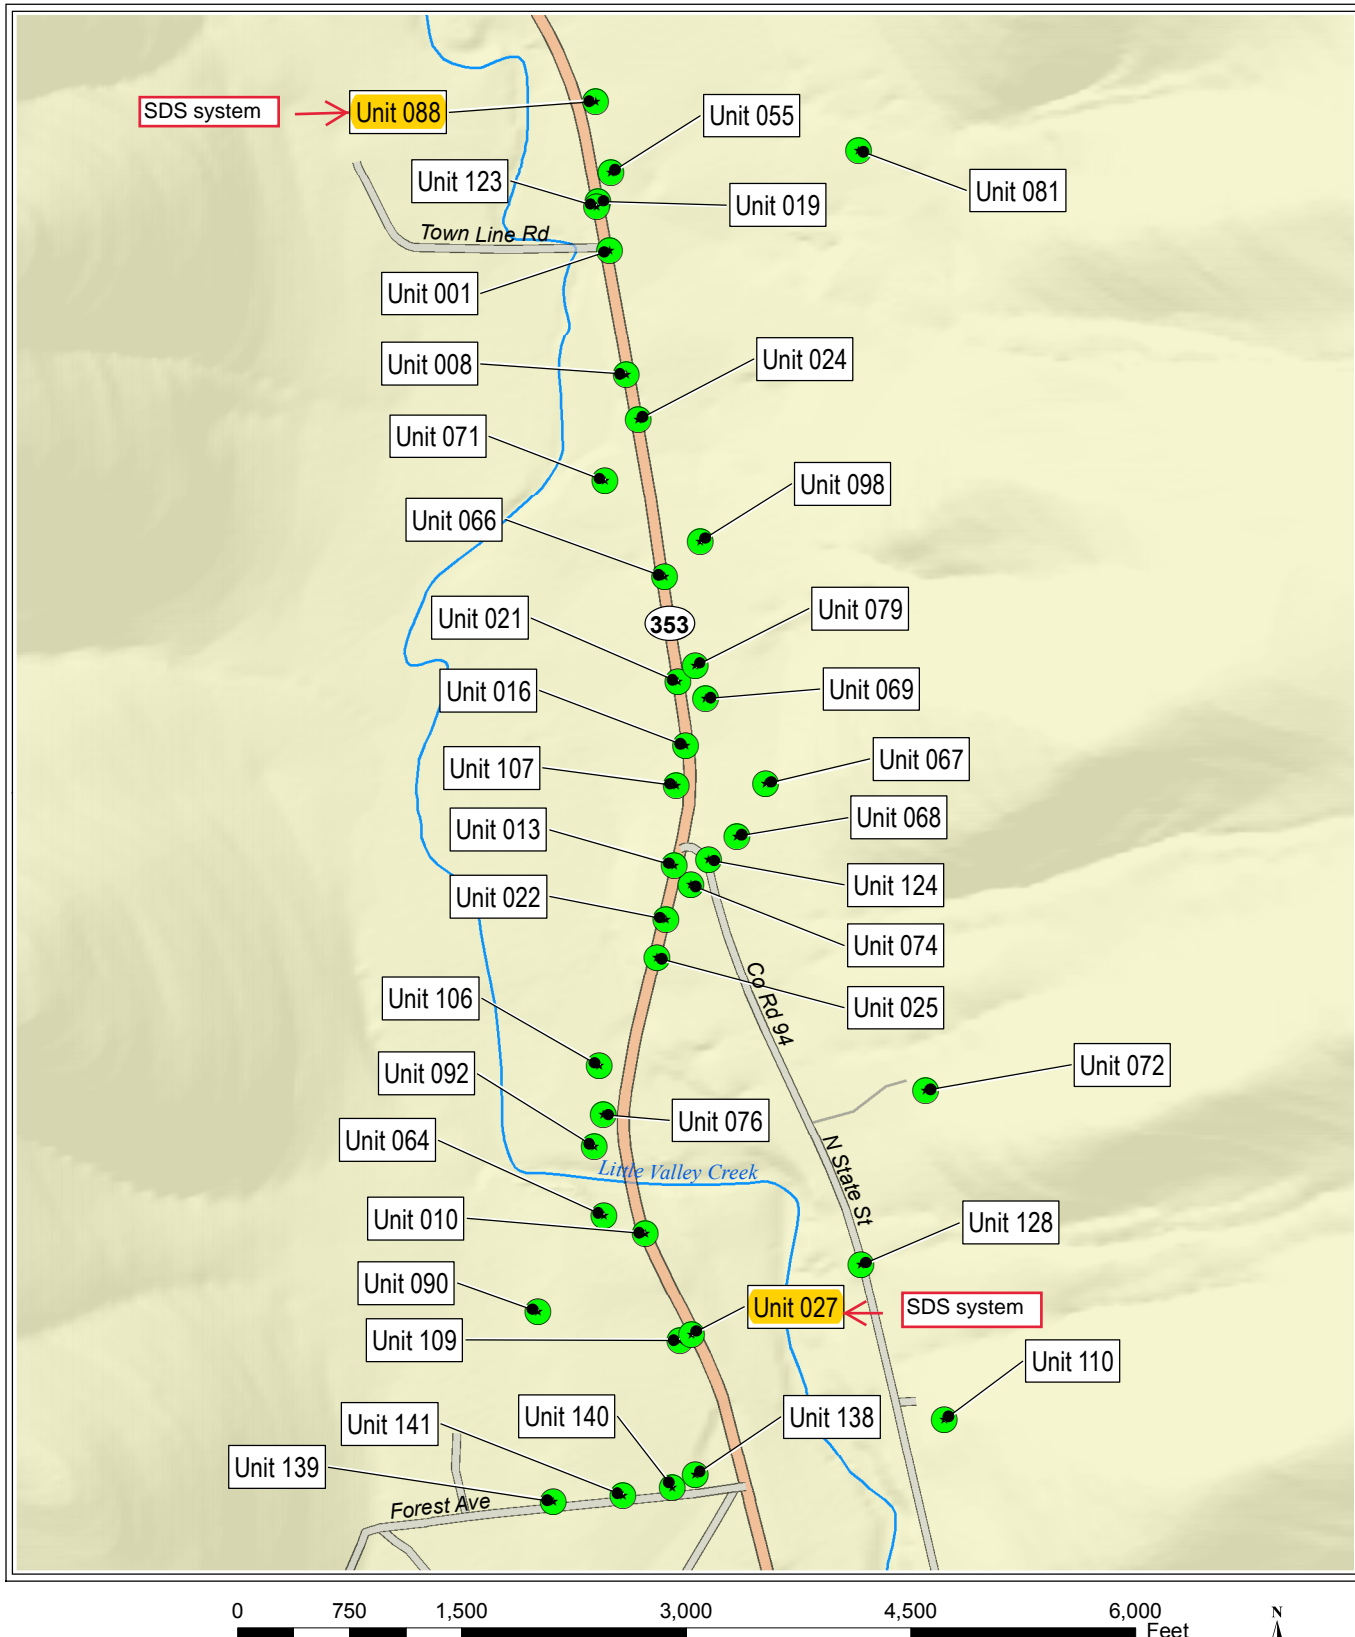 SDS system
Unit 088
Unit 055
Unit 123
Unit 081
Unit 019
Town Line Rd
Unit 001
Unit 008
Unit 024
Unit 071
Unit 098
Unit 066
Unit 021
Unit 079
353
Unit 016
Unit 069
Unit 107
Unit 067
Unit 013
Unit 068
Unit 124
Unit 022
Unit 074
Co Rd 94
Unit 106
Unit 025
Unit 092
Unit 072
Unit 076
Unit 064
Little Valley Creek
N State St
Unit 010
Unit 128
Unit 090
Unit 027
SDS system
Unit 109
Unit 110
Unit 141
Unit 140
Unit 138
Unit 139
Forest Ave
0 750 1,500 3,000 4,500 6,000
Feet
N